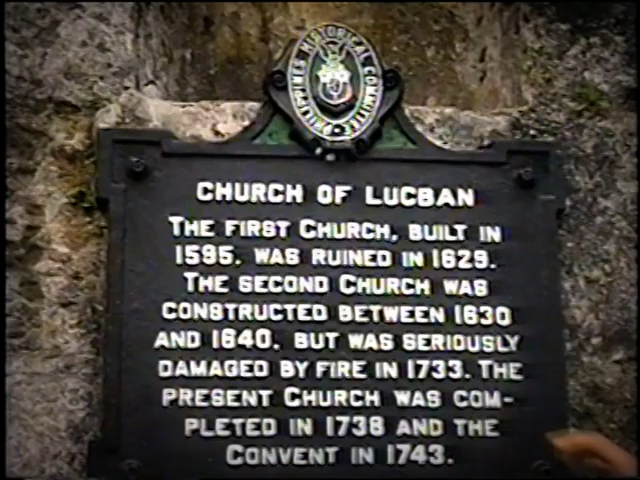 PHILIPPINES HISTORICAL COMMITTEE
CHURCH OF LUCBAN
THE FIRST CHURCH, BUILT IN
1595, WAS RUINED IN 1629.
THE SECOND CHURCH WAS
CONSTRUCTED BETWEEN 1630
AND 1640, BUT WAS SERIOUSLY
DAMAGED BY FIRE IN 1733. THE
PRESENT CHURCH WAS COM-
PLETED IN 1738 AND THE
CONVENT IN 1743.